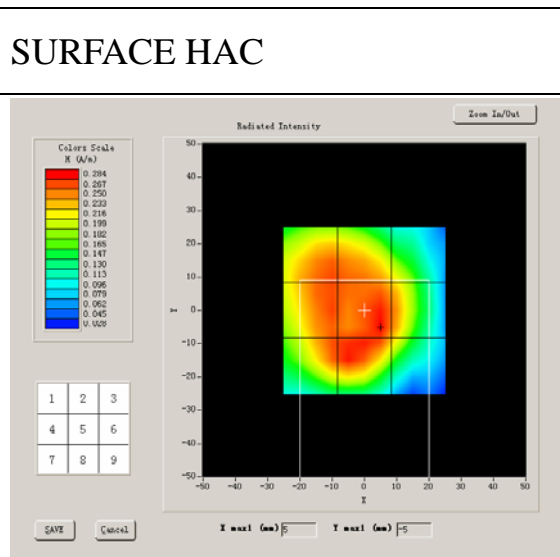 SURFACE HAC
Zoom In/Out
Radiated Intensity
Colors Scale
H (A/m)
0.284
0.267
0.250
0.233
0.216
0.199
0.182
0.165
0.147
0.130
0.113
0.096
0.079
0.062
0.045
0.028
50
40
30
20
10
0
-10
-20
-30
-40
-50
Y
-50 -40 -30 -20 -10 0 10 20 30 40 50
X
1 2 3
4 5 6
7 8 9
SAVE Cancel
X maxi (mm) 5 Y maxi (mm) -5